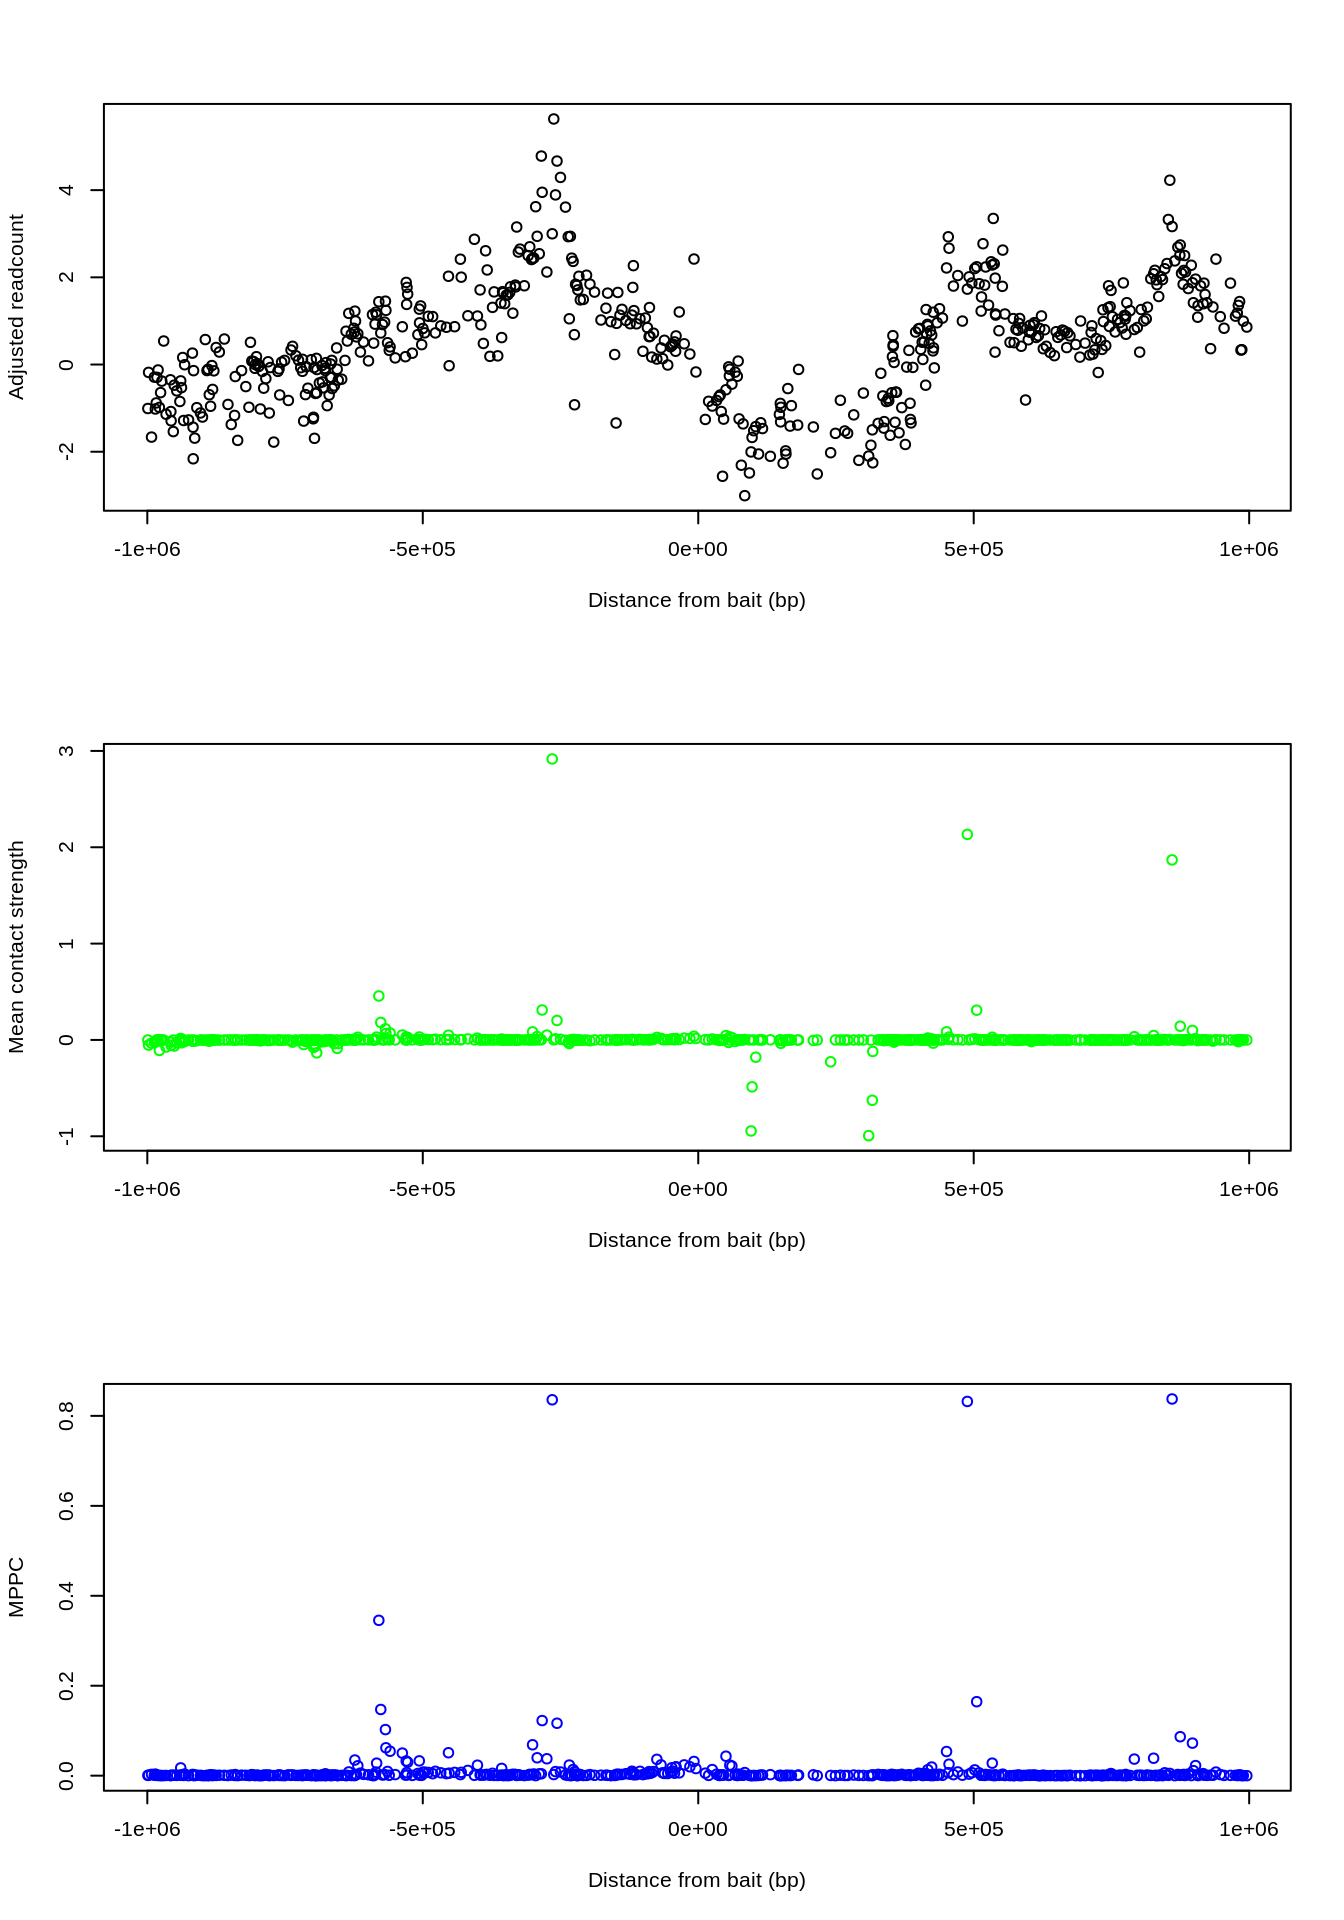 Adjusted readcount
4
2
0
-2
-1e+06 -5e+05 0e+00 5e+05 1e+06
Distance from bait (bp)
Mean contact strength
3
2
1
0
-1
-1e+06 -5e+05 0e+00 5e+05 1e+06
Distance from bait (bp)
MPPC
0.8
0.6
0.4
0.2
0.0
-1e+06 -5e+05 0e+00 5e+05 1e+06
Distance from bait (bp)